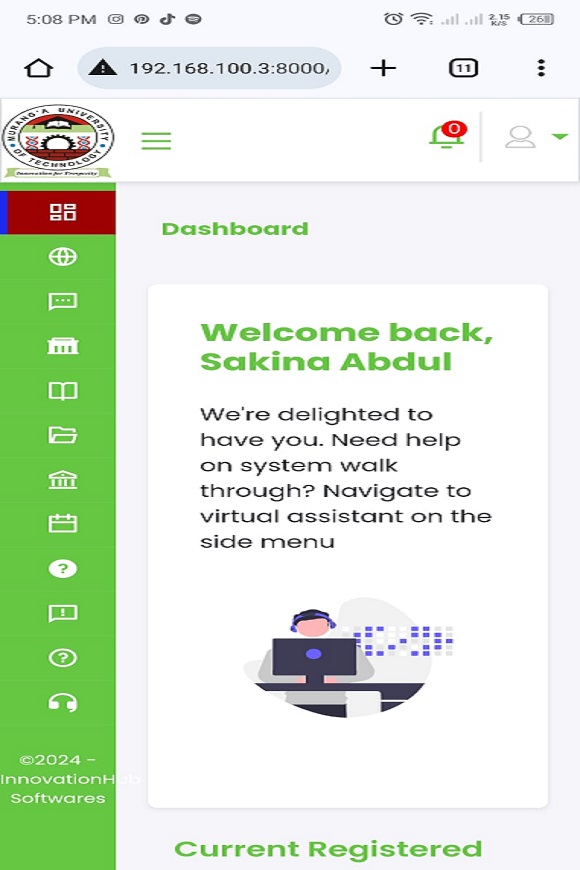 5:08 PM
2.15
K/S
26
192.168.100.3:8000/
11
MURANG'A UNIVERSITY
OF TECHNOLOGY
Innovation for Prosperity
0
Dashboard
Welcome back,
Sakina Abdul
We're delighted to
have you. Need help
on system walk
through? Navigate to
virtual assistant on the
side menu
©2024 -
InnovationHub
Softwares
Current Registered